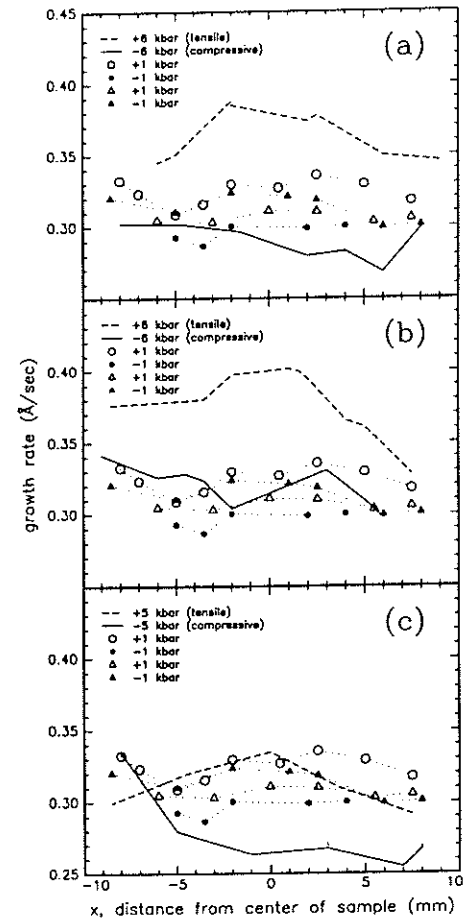 0.45
(a)
+6 kbar (tensile)
−6 kbar (compressive)
+1 kbar
−1 kbar
+1 kbar
−1 kbar
0.40
0.35
0.30
(b)
+6 kbar (tensile)
−6 kbar (compressive)
+1 kbar
−1 kbar
+1 kbar
−1 kbar
0.40
0.35
0.30
growth rate (Å/sec)
(c)
+5 kbar (tensile)
−5 kbar (compressive)
+1 kbar
−1 kbar
+1 kbar
−1 kbar
0.40
0.35
0.30
0.25
−10 −5 0 5 10
x, distance from center of sample (mm)